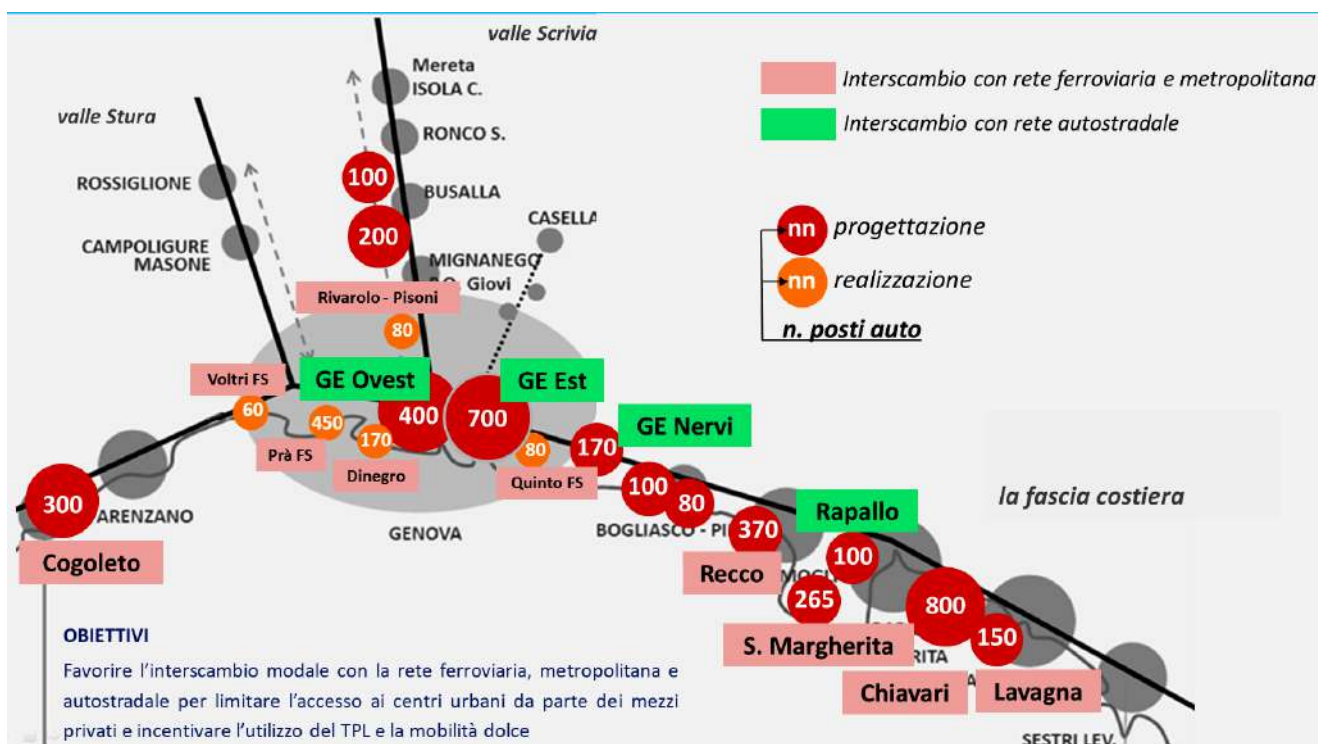 valle Scrivia
Mereta
ISOLA C.
valle Stura
RONCO S.
ROSSIGLIONE
100
BUSALLA
CASELLA
200
CAMPOLIGURE
MASONE
MIGNANEGO
Giovi
Rivarolo - Pisoni
80
Interscambio con rete ferroviaria e metropolitana
Interscambio con rete autostradale
nn progettazione
nn realizzazione
n. posti auto
Voltri FS
GE Ovest
GE Est
60
450
170
400
700
80
170
GE Nervi
Prà FS
Dinegro
Quinto FS
GENOVA
300
ARENZANO
Cogoleto
100
80
BOGLIASCO - PI
370
Recco
Rapallo
100
la fascia costiera
265
S. Margherita
800
150
RITA
Chiavari
Lavagna
SESTRI LEV.
OBIETTIVI
Favorire l'interscambio modale con la rete ferroviaria, metropolitana e
autostradale per limitare l'accesso ai centri urbani da parte dei mezzi
privati e incentivare l'utilizzo del TPL e la mobilità dolce